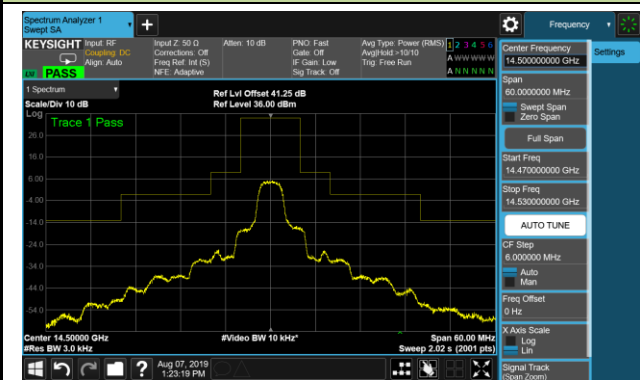 Spectrum Analyzer 1
Swept SA
Frequency
KEYSIGHT
Input: RF
Coupling: DC
Align: Auto
Input Z: 50 Ω
Corrections: Off
Freq Ref: Int (S)
NFE: Adaptive
Atten: 10 dB
PNO: Fast
Gate: Off
IF Gain: Low
Sig Track: Off
Avg Type: Power (RMS)
Avg|Hold:>10/10
Trig: Free Run
1 2 3 4 5 6
A W W W W W
A N N N N N
PASS
1 Spectrum
Scale/Div 10 dB
Ref Lvl Offset 41.25 dB
Ref Level 36.00 dBm
Log
Trace 1 Pass
26.0
16.0
6.00
-4.00
-14.0
-24.0
-34.0
-44.0
-54.0
Center 14.50000 GHz
#Res BW 3.0 kHz
#Video BW 10 kHz*
Span 60.00 MHz
Sweep 2.02 s (2001 pts)
Aug 07, 2019
1:23:19 PM
Center Frequency
14.500000000 GHz
Settings
Span
60.0000000 MHz
Swept Span
Zero Span
Full Span
Start Freq
14.470000000 GHz
Stop Freq
14.530000000 GHz
AUTO TUNE
CF Step
6.000000 MHz
Auto
Man
Freq Offset
0 Hz
X Axis Scale
Log
Lin
Signal Track
(Span Zoom)